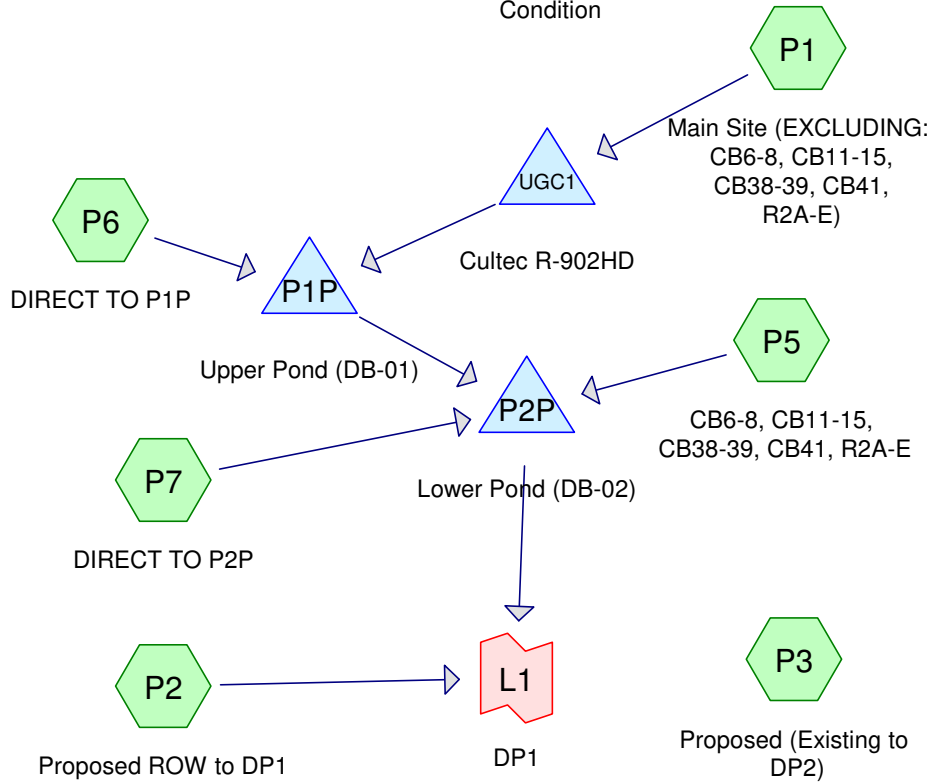 Condition
P1
Main Site (EXCLUDING:
CB6-8, CB11-15,
CB38-39, CB41,
R2A-E)
UGC1
Cultec R-902HD
P6
DIRECT TO P1P
P1P
Upper Pond (DB-01)
P5
CB6-8, CB11-15,
CB38-39, CB41, R2A-E
P2P
Lower Pond (DB-02)
P7
DIRECT TO P2P
P2
Proposed ROW to DP1
L1
DP1
P3
Proposed (Existing to
DP2)